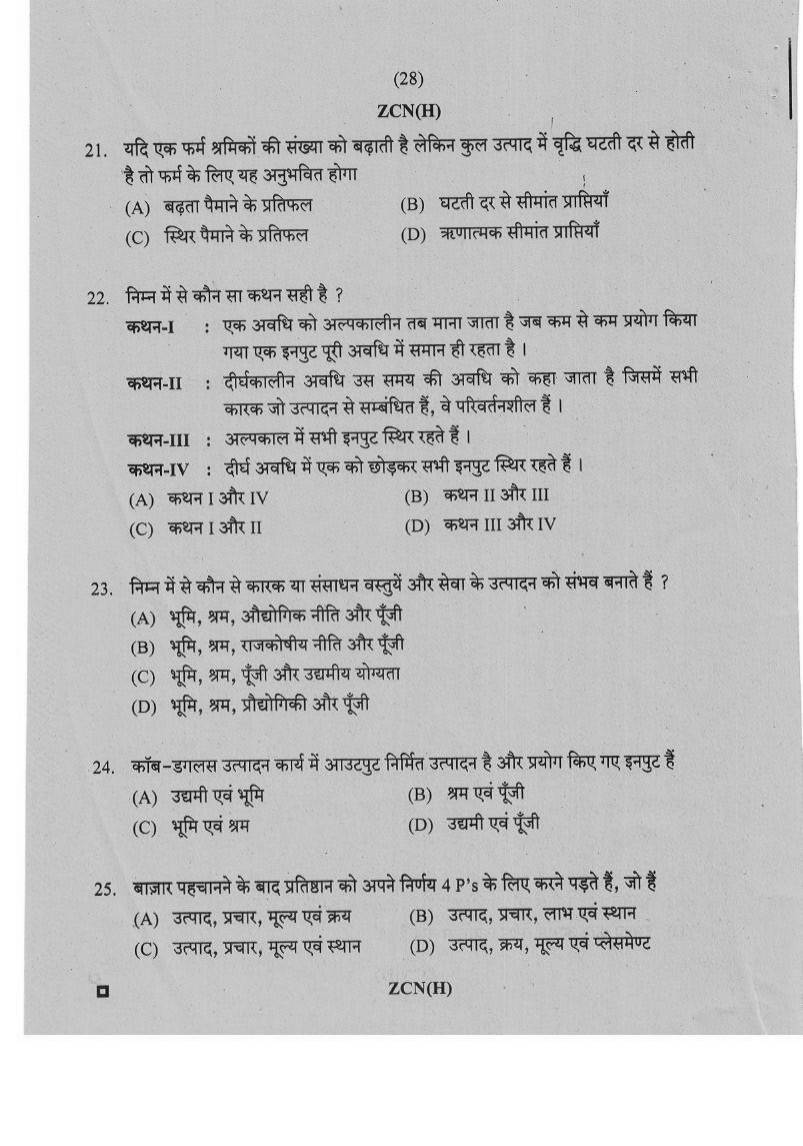 (28)
ZCN(H)
21. यदि एक फर्म श्रमिकों की संख्या को बढ़ाती है लेकिन कुल उत्पाद में वृद्धि घटती दर से होती
है तो फर्म के लिए यह अनुभवित होगा
(A) बढ़ता पैमाने के प्रतिफल (B) घटती दर से सीमांत प्राप्तियाँ
(C) स्थिर पैमाने के प्रतिफल (D) ऋणात्मक सीमांत प्राप्तियाँ
22. निम्न में से कौन सा कथन सही है ?
कथन-I : एक अवधि को अल्पकालीन तब माना जाता है जब कम से कम प्रयोग किया
गया एक इनपुट पूरी अवधि में समान ही रहता है ।
कथन-II : दीर्घकालीन अवधि उस समय की अवधि को कहा जाता है जिसमें सभी
कारक जो उत्पादन से सम्बंधित हैं, वे परिवर्तनशील हैं ।
कथन-III : अल्पकाल में सभी इनपुट स्थिर रहते हैं ।
कथन-IV : दीर्घ अवधि में एक को छोड़कर सभी इनपुट स्थिर रहते हैं ।
(A) कथन I और IV (B) कथन II और III
(C) कथन I और II (D) कथन III और IV
23. निम्न में से कौन से कारक या संसाधन वस्तुयें और सेवा के उत्पादन को संभव बनाते हैं ?
(A) भूमि, श्रम, औद्योगिक नीति और पूँजी
(B) भूमि, श्रम, राजकोषीय नीति और पूँजी
(C) भूमि, श्रम, पूँजी और उद्यमीय योग्यता
(D) भूमि, श्रम, प्रौद्योगिकी और पूँजी
24. कॉब-डगलस उत्पादन कार्य में आउटपुट निर्मित उत्पादन है और प्रयोग किए गए इनपुट हैं
(A) उद्यमी एवं भूमि (B) श्रम एवं पूँजी
(C) भूमि एवं श्रम (D) उद्यमी एवं पूँजी
25. बाज़ार पहचानने के बाद प्रतिष्ठान को अपने निर्णय 4 P's के लिए करने पड़ते हैं, जो हैं
(A) उत्पाद, प्रचार, मूल्य एवं क्रय (B) उत्पाद, प्रचार, लाभ एवं स्थान
(C) उत्पाद, प्रचार, मूल्य एवं स्थान (D) उत्पाद, क्रय, मूल्य एवं प्लेसमेण्ट
ZCN(H)